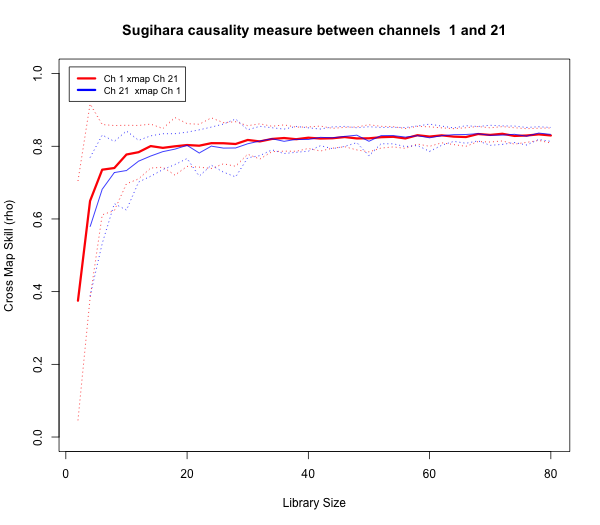 Sugihara causality measure between channels  1 and 21
Ch 1 xmap Ch 21
Ch 21  xmap Ch 1
1.0
0.8
0.6
0.4
0.2
0.0
Cross Map Skill (rho)
0 20 40 60 80
Library Size